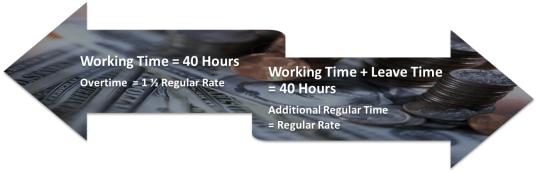 Working Time = 40 Hours
Overtime = 1 ½ Regular Rate
Working Time + Leave Time
= 40 Hours
Additional Regular Time
= Regular Rate